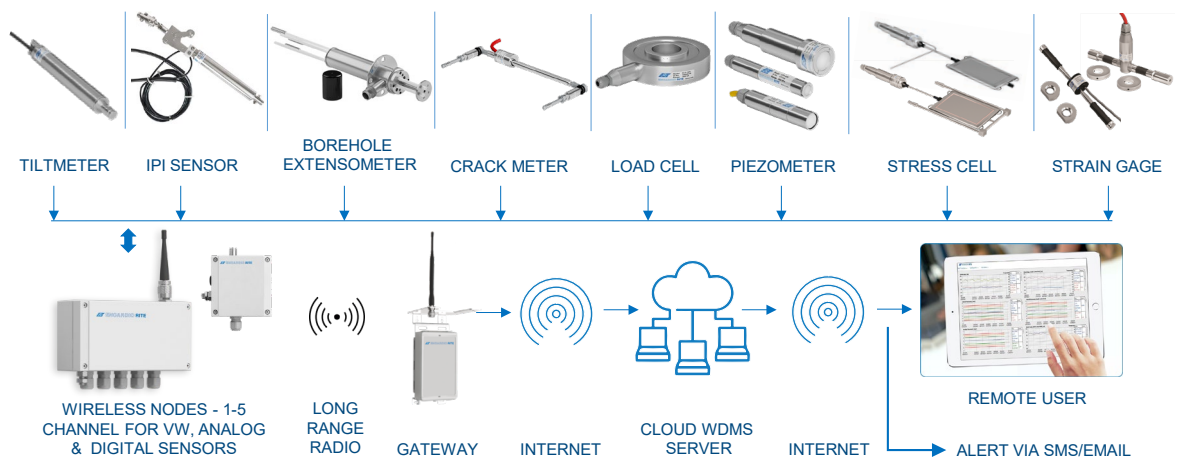 TILTMETER
IPI SENSOR
BOREHOLE
EXTENSOMETER
CRACK METER
LOAD CELL
PIEZOMETER
STRESS CELL
STRAIN GAGE
WIRELESS NODES - 1-5
CHANNEL FOR VW, ANALOG
& DIGITAL SENSORS
LONG
RANGE
RADIO
GATEWAY
INTERNET
CLOUD WDMS
SERVER
INTERNET
REMOTE USER
ALERT VIA SMS/EMAIL